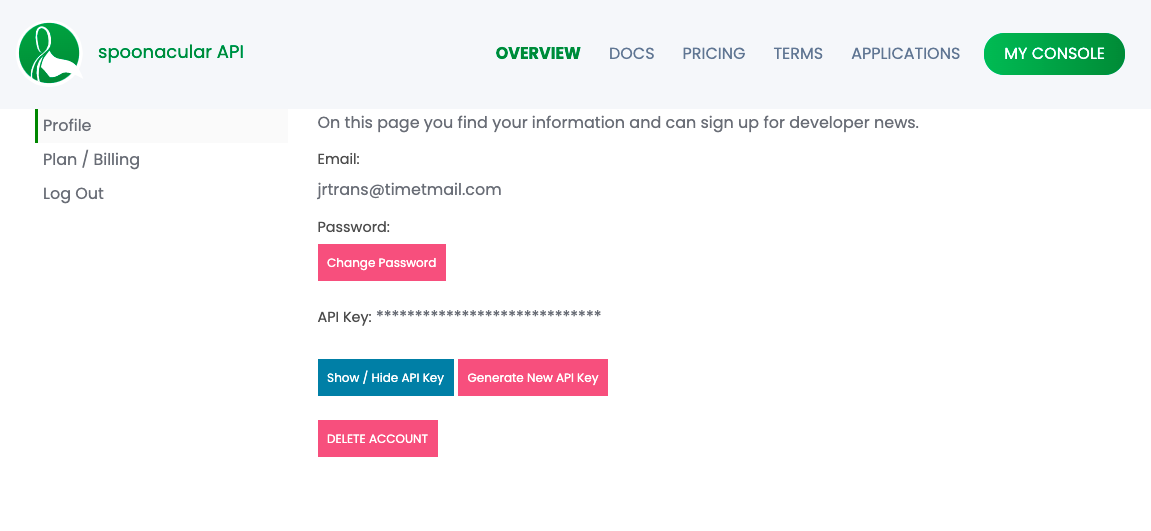 spoonacular API
OVERVIEW DOCS PRICING TERMS APPLICATIONS MY CONSOLE
Profile
Plan / Billing
Log Out
On this page you find your information and can sign up for developer news.
Email:
jrtrans@timetmail.com
Password:
Change Password
API Key: *****************************
Show / Hide API Key Generate New API Key
DELETE ACCOUNT